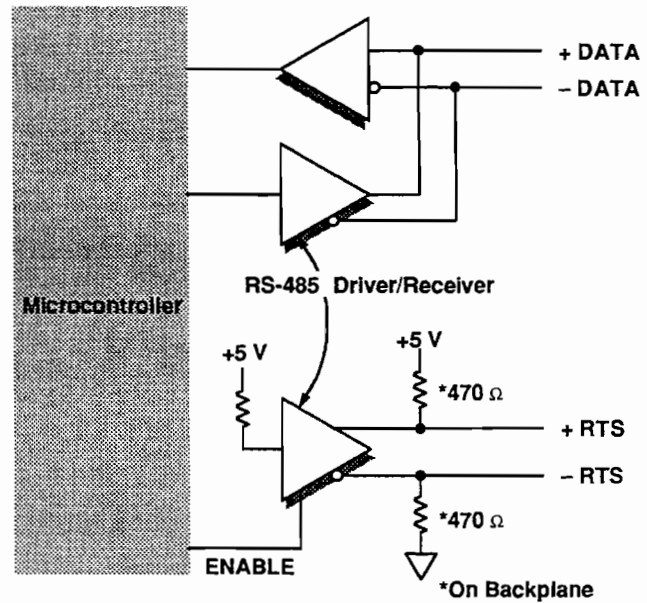 + DATA
− DATA
RS-485 Driver/Receiver
Microcontroller
+5 V
+5 V
*470 Ω
+ RTS
− RTS
*470 Ω
ENABLE
*On Backplane